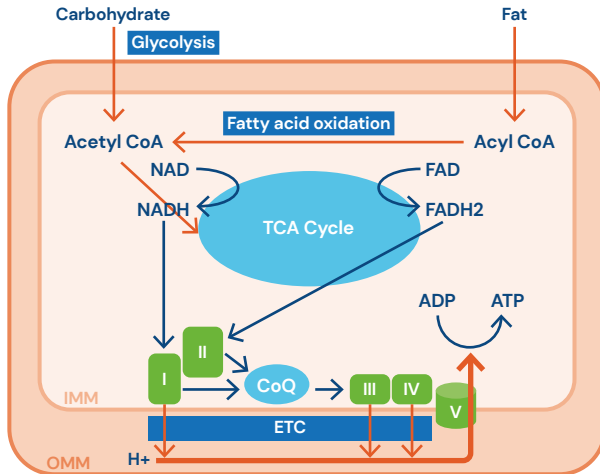 Carbohydrate
Fat
Glycolysis
Fatty acid oxidation
Acetyl CoA
Acyl CoA
NAD
FAD
NADH
FADH2
TCA Cycle
ADP
ATP
II
I
CoQ
III
IV
V
IMM
ETC
H+
OMM